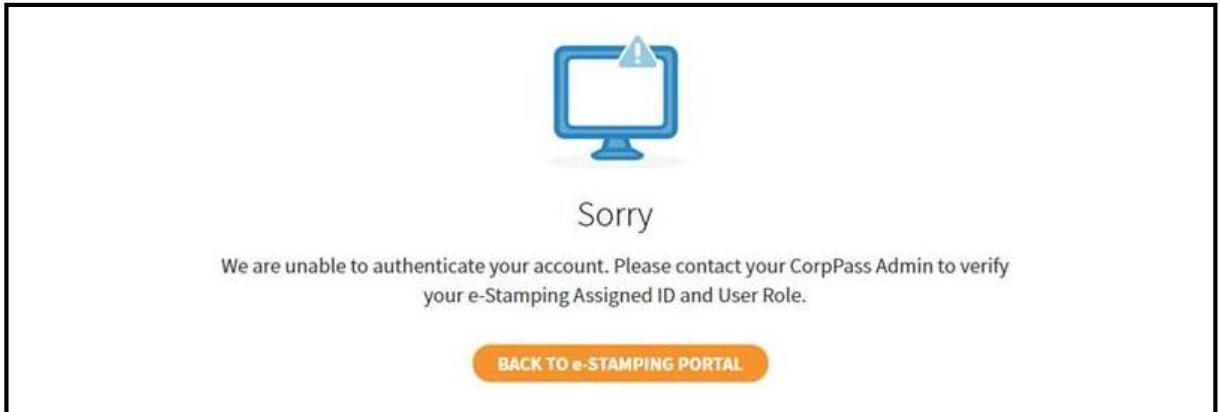 Sorry
We are unable to authenticate your account. Please contact your CorpPass Admin to verify
your e-Stamping Assigned ID and User Role.
BACK TO e-STAMPING PORTAL